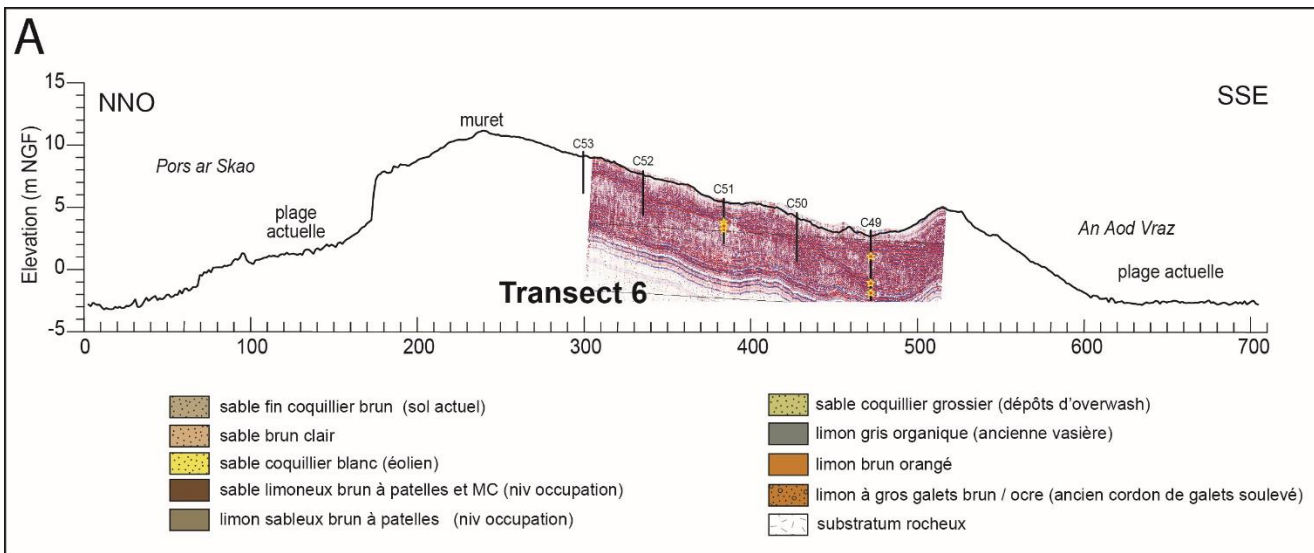 A
NNO
SSE
15
10
5
0
-5
Elevation (m NGF)
muret
Pors ar Skao
plage
actuelle
C53
C52
C51
C50
C49
An Aod Vraz
plage actuelle
Transect 6
0
100
200
300
400
500
600
700
sable fin coquillier brun (sol actuel)
sable brun clair
sable coquillier blanc (éolien)
sable limoneux brun à patelles et MC (niv occupation)
limon sableux brun à patelles (niv occupation)
sable coquillier grossier (dépôts d'overwash)
limon gris organique (ancienne vasière)
limon brun orangé
limon à gros galets brun / ocre (ancien cordon de galets soulevé)
substratum rocheux